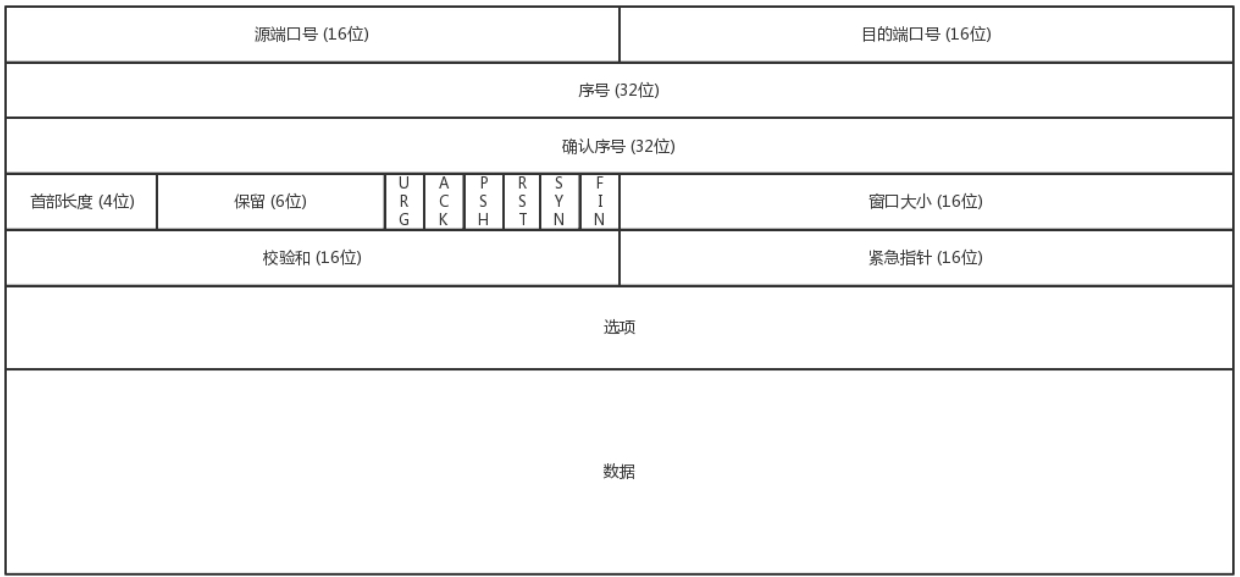 源端口号 (16位) 目的端口号 (16位)
序号 (32位)
确认序号 (32位)
首部长度 (4位) 保留 (6位) URG ACK PSH RST SYN FIN 窗口大小 (16位)
校验和 (16位) 紧急指针 (16位)
选项
数据